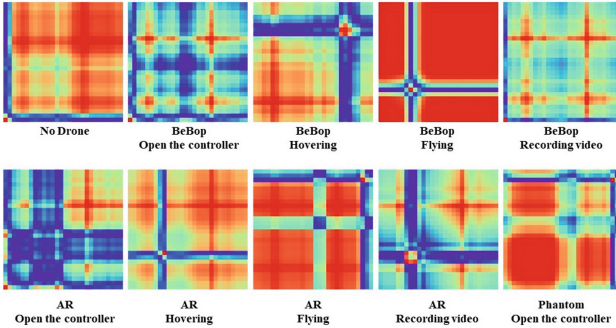 No Drone
BeBop
Open the controller
BeBop
Hovering
BeBop
Flying
BeBop
Recording video
AR
Open the controller
AR
Hovering
AR
Flying
AR
Recording video
Phantom
Open the controller